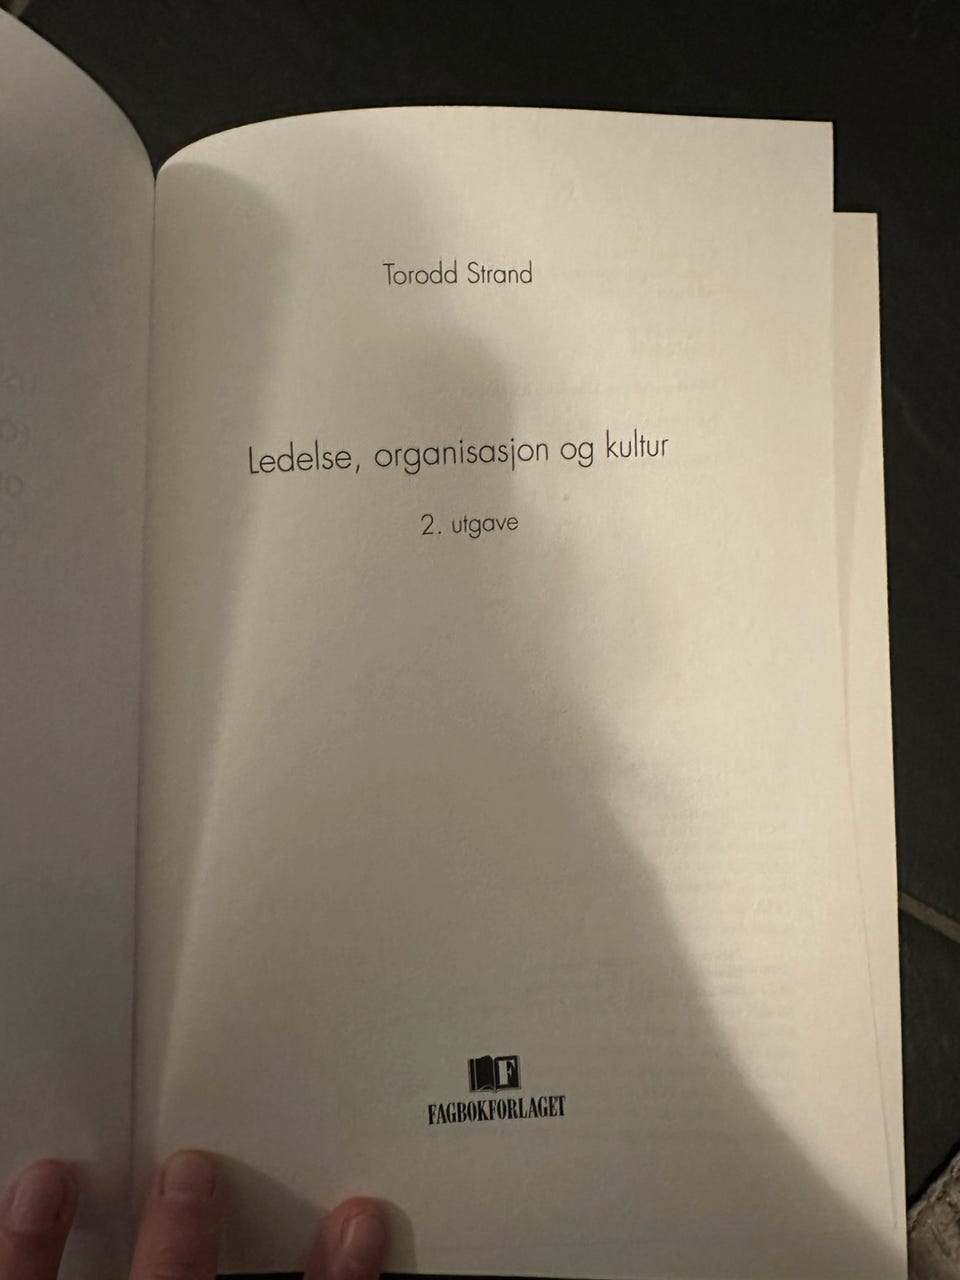 Torodd Strand
Ledelse, organisasjon og kultur
2. utgave
F
FAGBOKFORLAGET